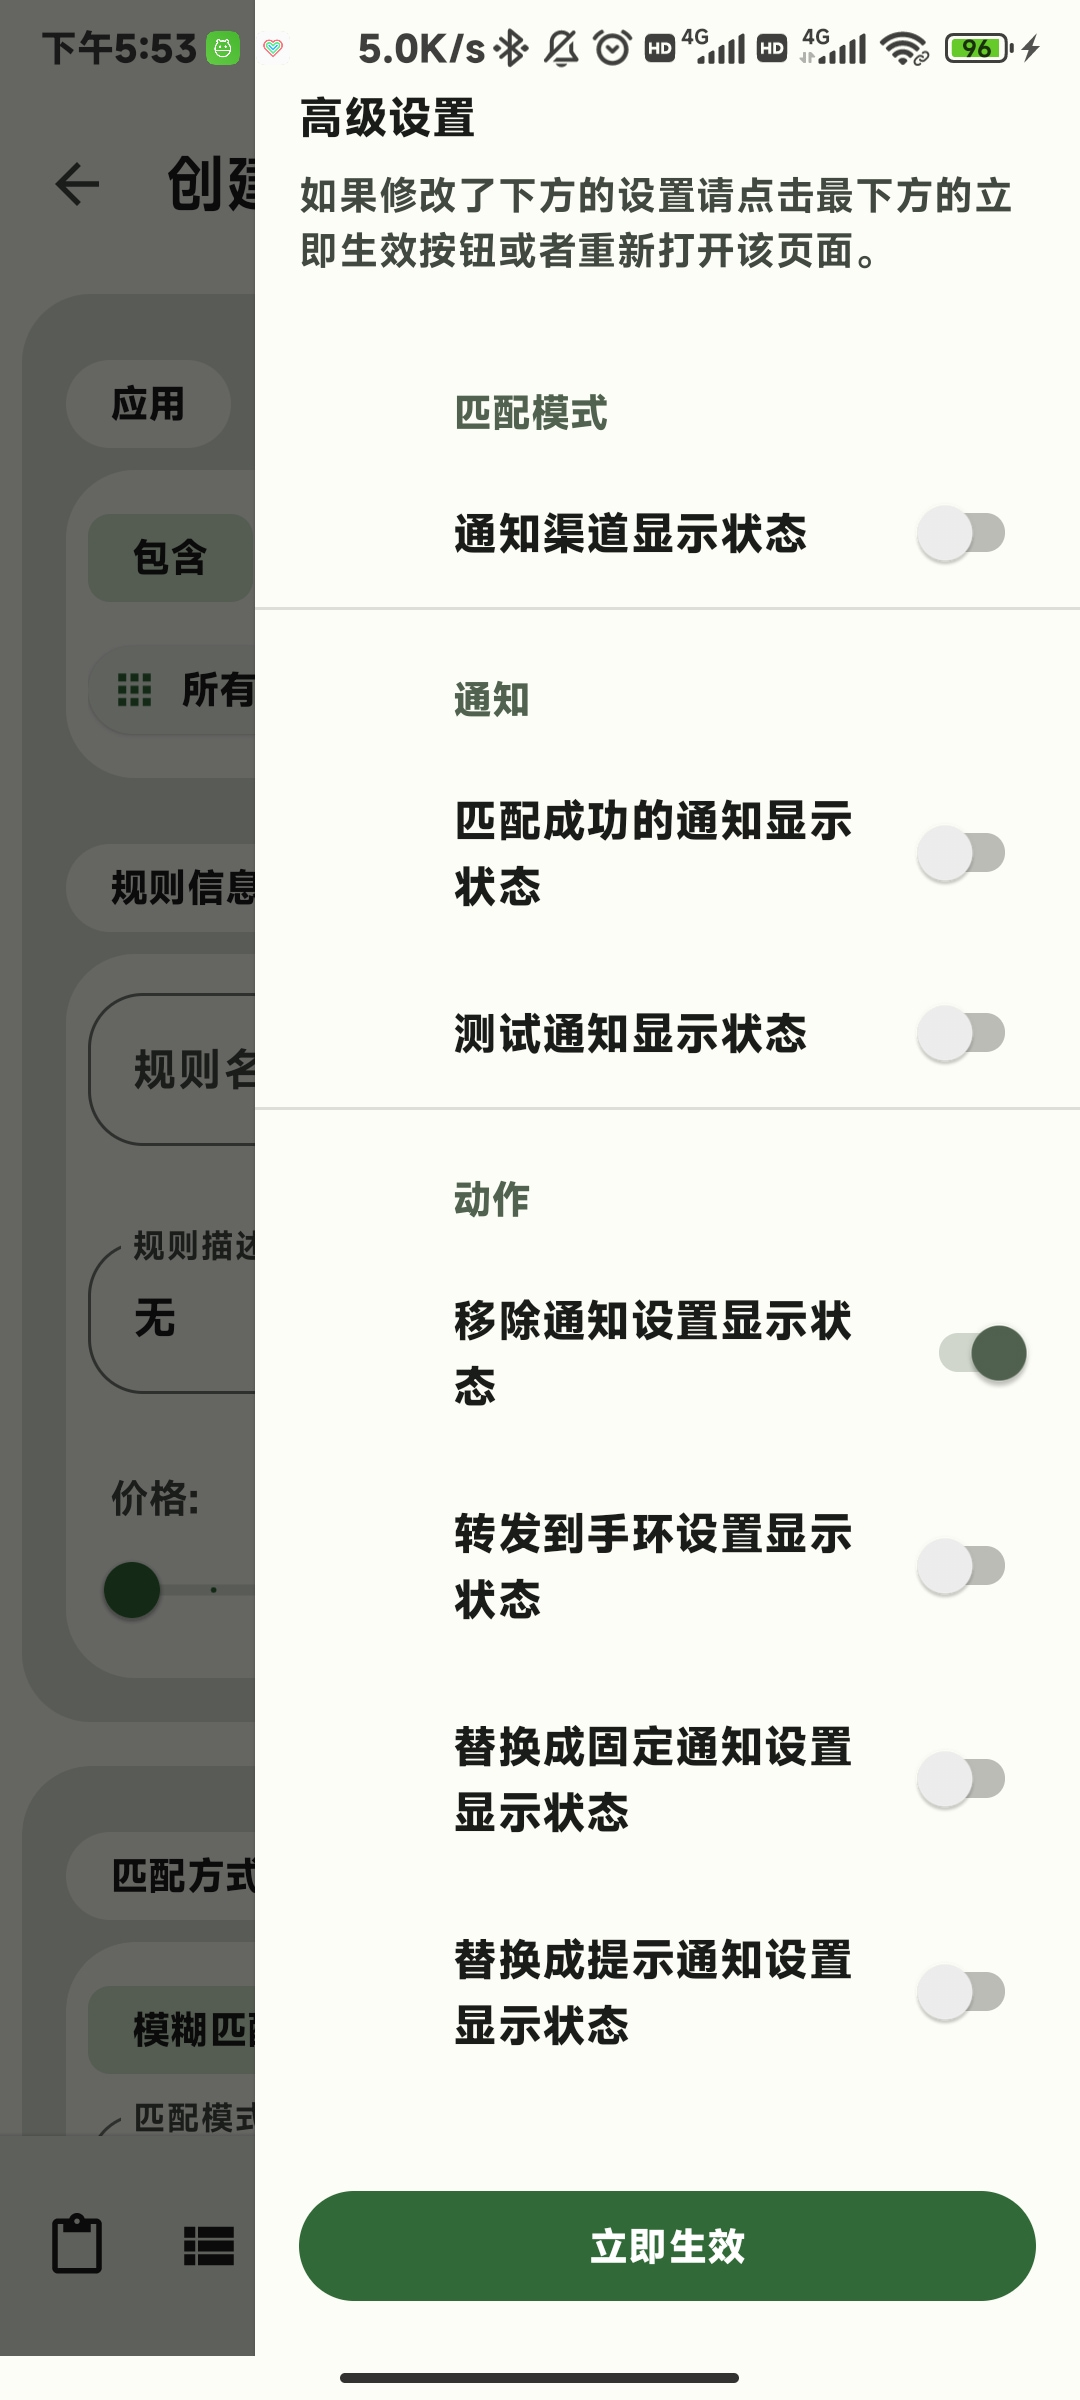 下午5:53
5.0K/s
HD
4G
HD
4G
96
高级设置
如果修改了下方的设置请点击最下方的立
即生效按钮或者重新打开该页面。
创建
应用
包含
所有
规则信息
规则名
规则描述
无
价格:
匹配方式
模糊匹配
匹配模式
匹配模式
通知渠道显示状态
通知
匹配成功的通知显示
状态
测试通知显示状态
动作
移除通知设置显示状
态
转发到手环设置显示
状态
替换成固定通知设置
显示状态
替换成提示通知设置
显示状态
立即生效